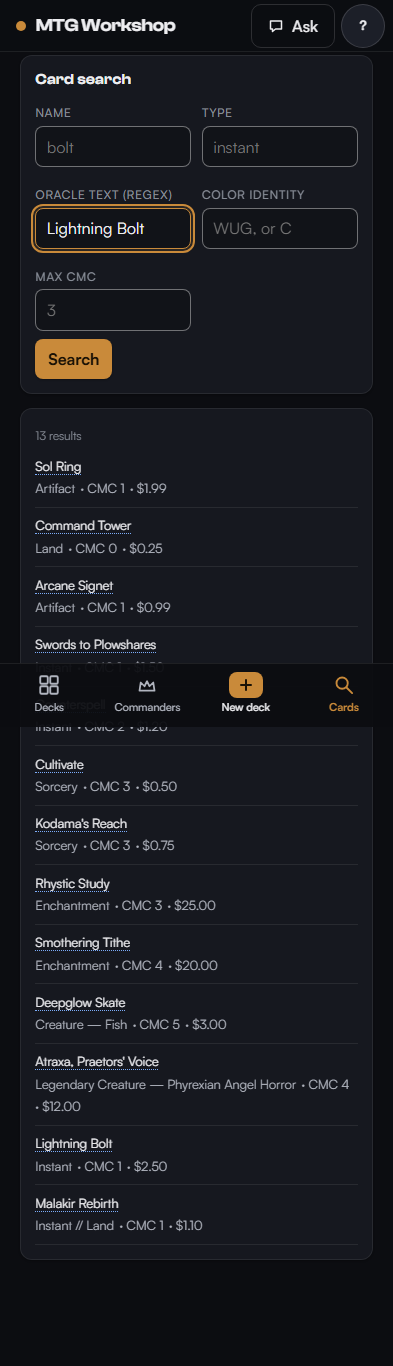 MTG Workshop
Ask
?
Card search
NAME
TYPE
bolt
instant
ORACLE TEXT (REGEX)
COLOR IDENTITY
Lightning Bolt
WUG, or C
MAX CMC
3
Search
13 results
Sol Ring
Artifact · CMC 1 · $1.99
Command Tower
Land · CMC 0 · $0.25
Arcane Signet
Artifact · CMC 1 · $0.99
Swords to Plowshares
Decks
Commanders
New deck
Cards
Instant · CMC 2 · $1.20
Cultivate
Sorcery · CMC 3 · $0.50
Kodama's Reach
Sorcery · CMC 3 · $0.75
Rhystic Study
Enchantment · CMC 3 · $25.00
Smothering Tithe
Enchantment · CMC 4 · $20.00
Deepglow Skate
Creature — Fish · CMC 5 · $3.00
Atraxa, Praetors' Voice
Legendary Creature — Phyrexian Angel Horror · CMC 4
· $12.00
Lightning Bolt
Instant · CMC 1 · $2.50
Malakir Rebirth
Instant // Land · CMC 1 · $1.10